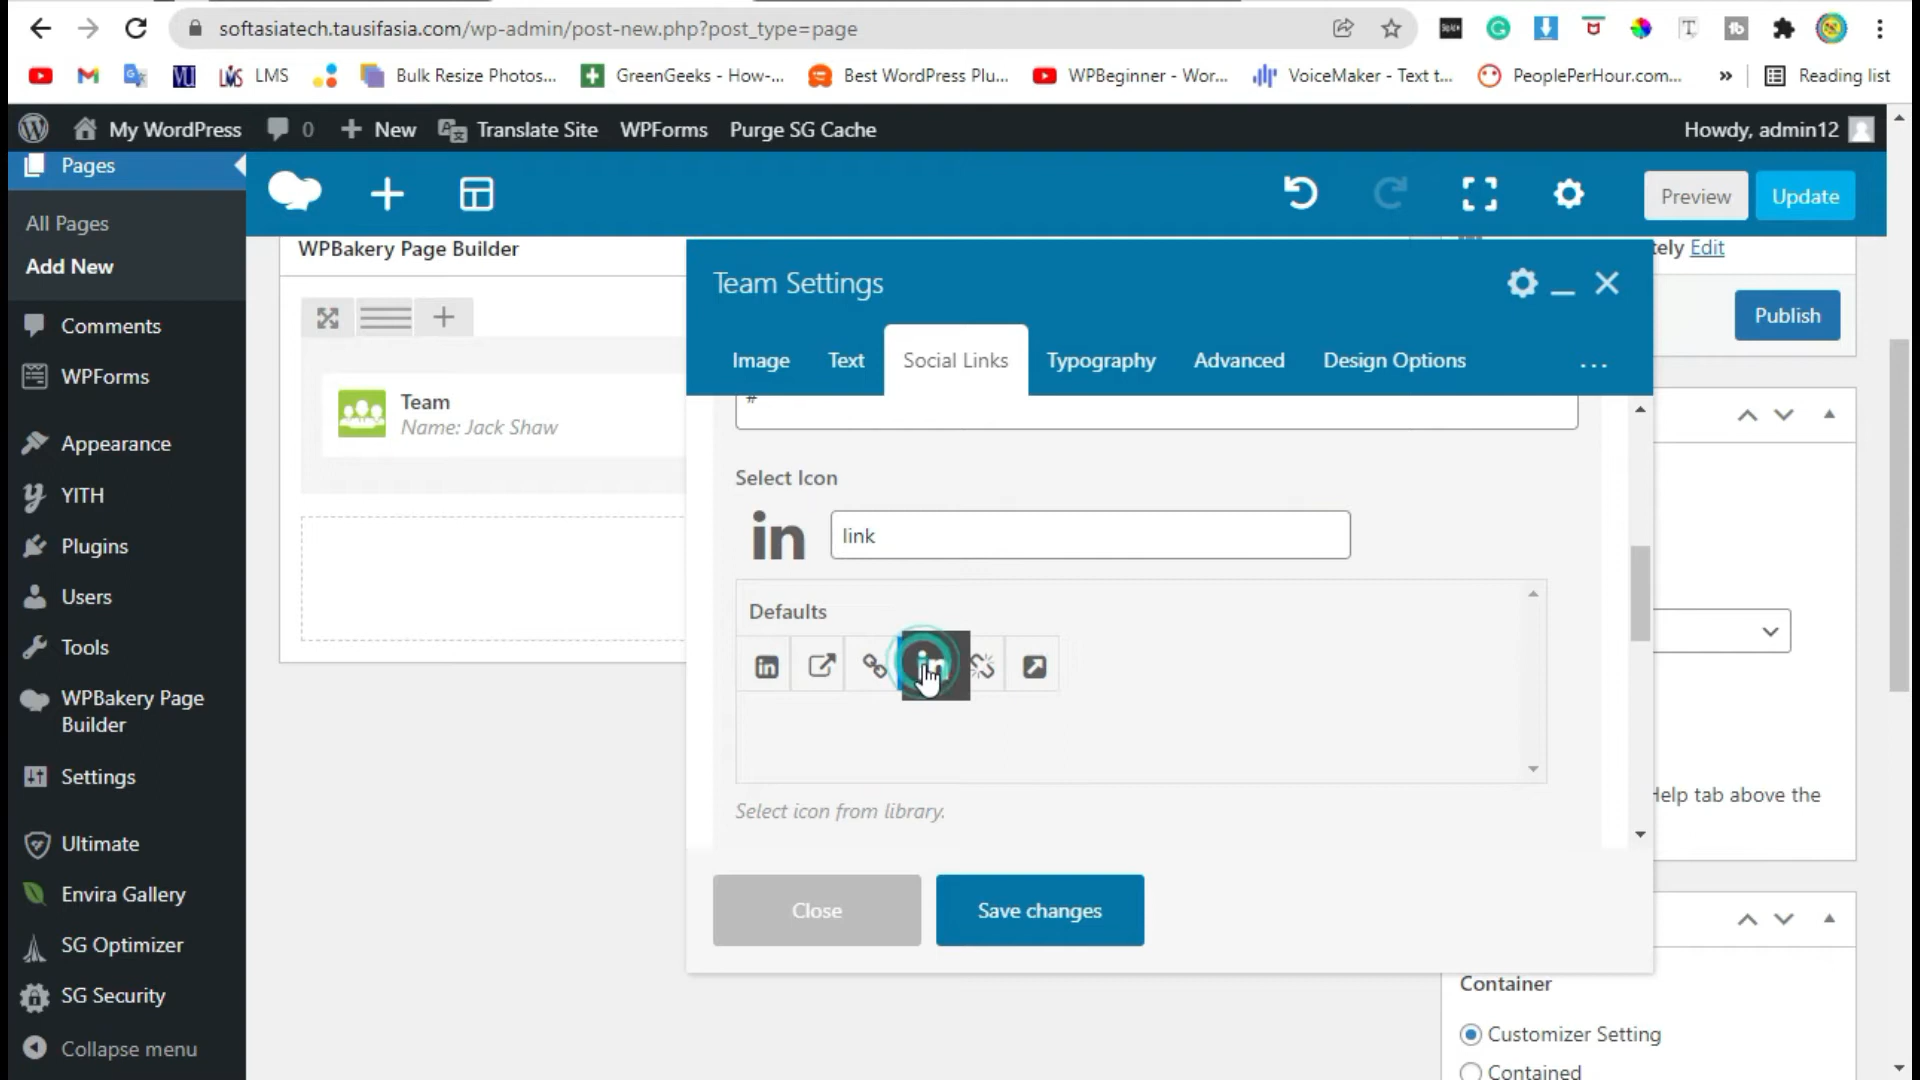 softasiatech.tausifasia.com/wp-admin/post-new.php?post_type=page
LMS
Bulk Resize Photos...
GreenGeeks - How-...
Best WordPress Plu...
WPBeginner - Wor...
VoiceMaker - Text t...
PeoplePerHour.com...
»
Reading list
My WordPress
0
New
Translate Site
WPForms
Purge SG Cache
Howdy, admin12
Pages
All Pages
Add New
Comments
WPForms
Appearance
YITH
Plugins
Users
Tools
WPBakery Page
Builder
Settings
Ultimate
Envira Gallery
SG Optimizer
SG Security
Collapse menu
Preview
Update
WPBakery Page Builder
Team
Name: Jack Shaw
Team Settings
Image
Text
Social Links
Typography
Advanced
Design Options
...
#
Select Icon
in
link
Defaults
Select icon from library.
Close
Save changes
tely Edit
Publish
Help tab above the
Container
Customizer Setting
Contained